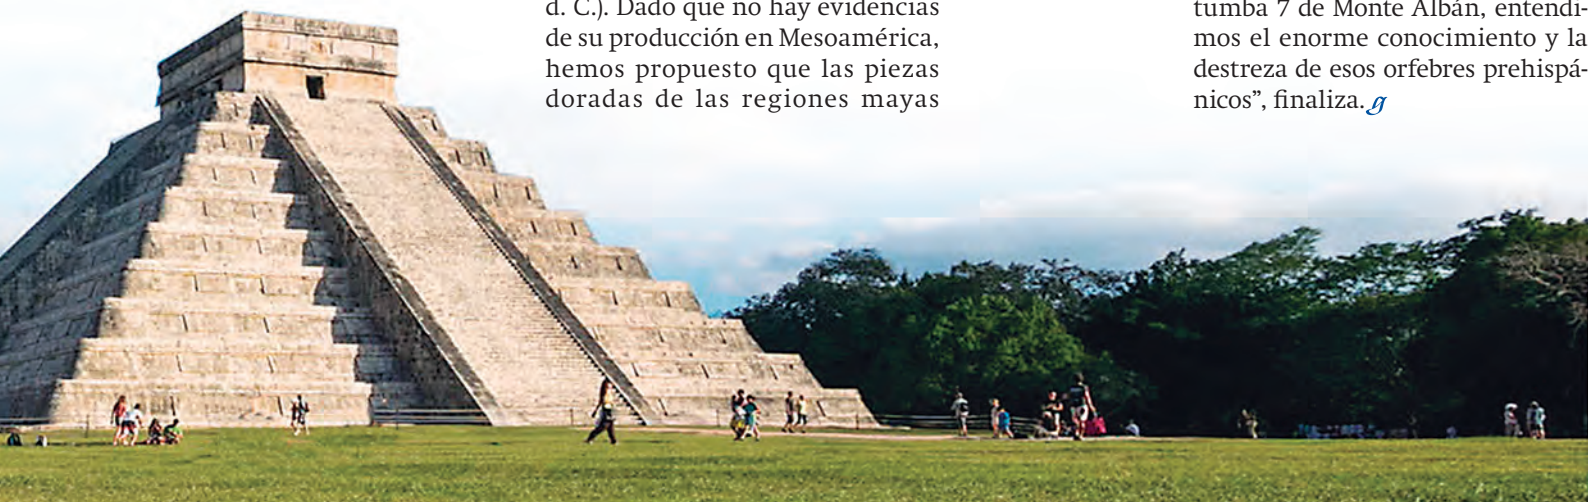 d. C.). Dado que no hay evidencias
de su producción en Mesoamérica,
hemos propuesto que las piezas
doradas de las regiones mayas
tumba 7 de Monte Albán, entendi-
mos el enorme conocimiento y la
destreza de esos orfebres prehispá-
nicos”, finaliza.